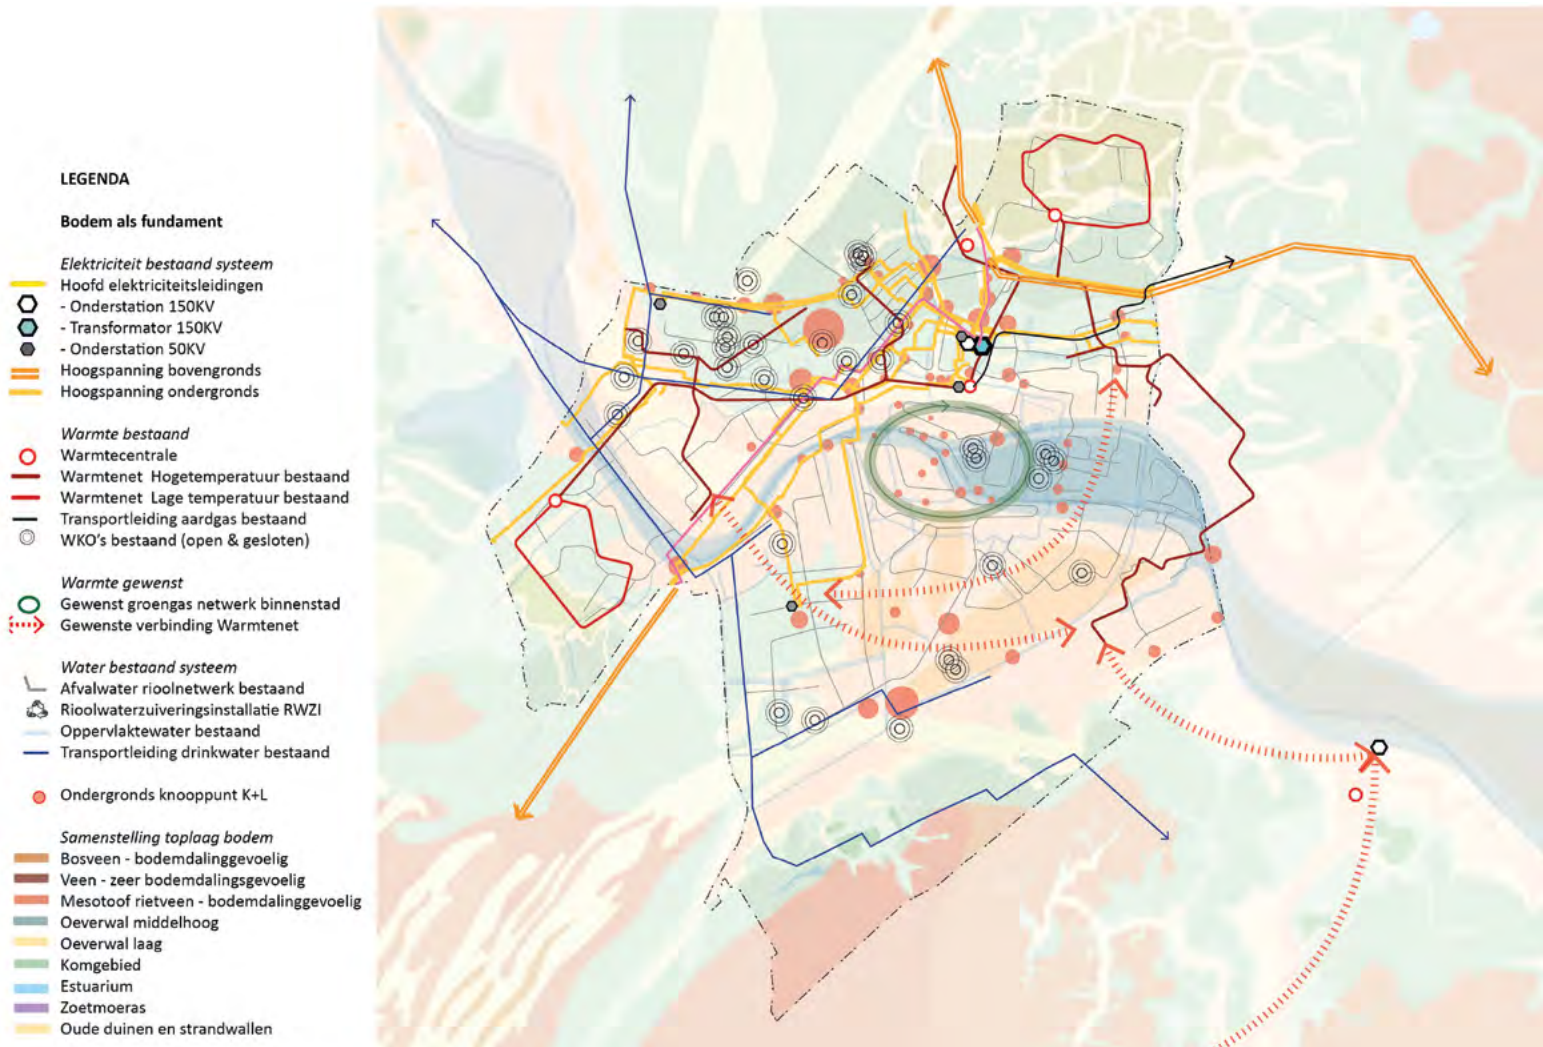 LEGENDA
Bodem als fundament
Elektriciteit bestaand systeem
Hoofd elektriciteitsleidingen
- Onderstation 150KV
- Transformator 150KV
- Onderstation 50KV
Hoogspanning bovengronds
Hoogspanning ondergronds
Warmte bestaand
Warmtecentrale
Warmtenet Hogetemperatuur bestaand
Warmtenet Lage temperatuur bestaand
Transportleiding aardgas bestaand
WKO's bestaand (open & gesloten)
Warmte gewenst
Gewenst groengas netwerk binnenstad
Gewenste verbinding Warmtenet
Water bestaand systeem
Afvalwater rioolnetwerk bestaand
Rioolwaterzuiveringsinstallatie RWZI
Oppervlaktewater bestaand
Transportleiding drinkwater bestaand
Ondergronds knooppunt K+L
Samenstelling toplaag bodem
Bosveen - bodemdalinggevoelig
Veen - zeer bodemdalingsgevoelig
Mesotoof rietveen - bodemdalinggevoelig
Oeverwal middelhoog
Oeverwal laag
Komgebied
Estuarium
Zoetmoeras
Oude duinen en strandwallen